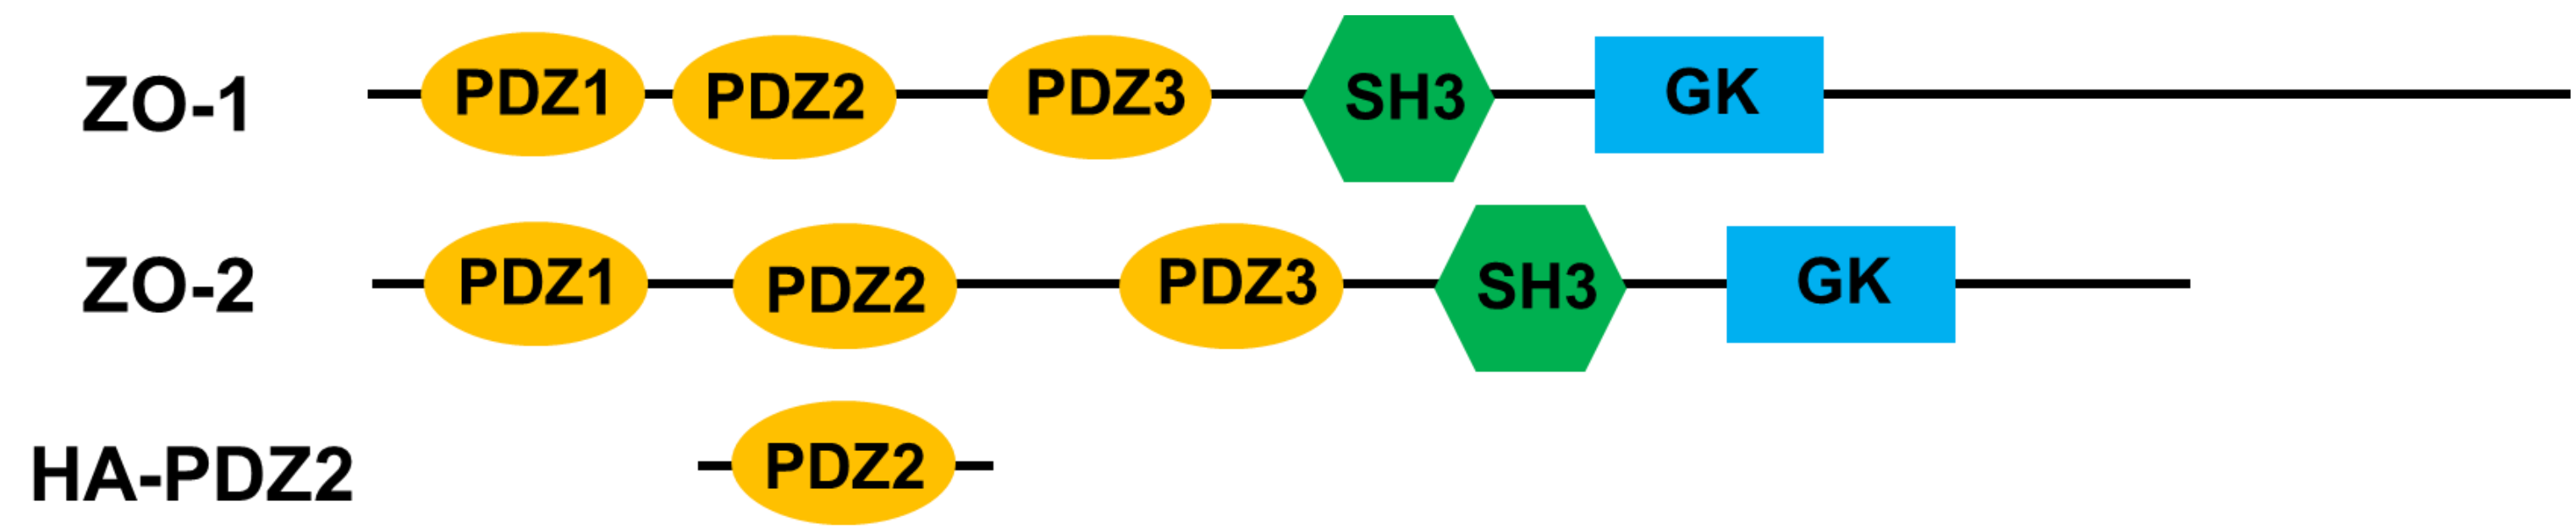 ZO-1 PDZ1 PDZ2 PDZ3 SH3 GK
ZO-2 PDZ1 PDZ2 PDZ3 SH3 GK
HA-PDZ2 PDZ2